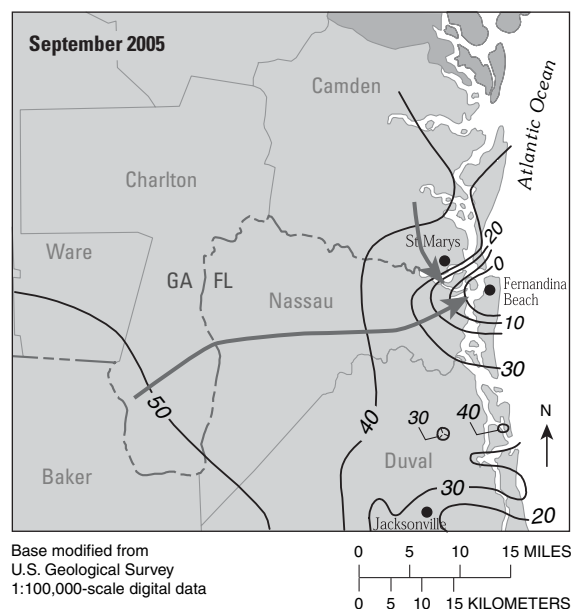 September 2005
Camden
Atlantic Ocean
Charlton
20
St Marys
Ware
0
GA
FL
Fernandina
Beach
Nassau
10
30
50
40
30
40
N
Duval
Baker
30
Jacksonville
20
Base modified from
U.S. Geological Survey
1:100,000-scale digital data
0 5 10 15 MILES
0 5 10 15 KILOMETERS